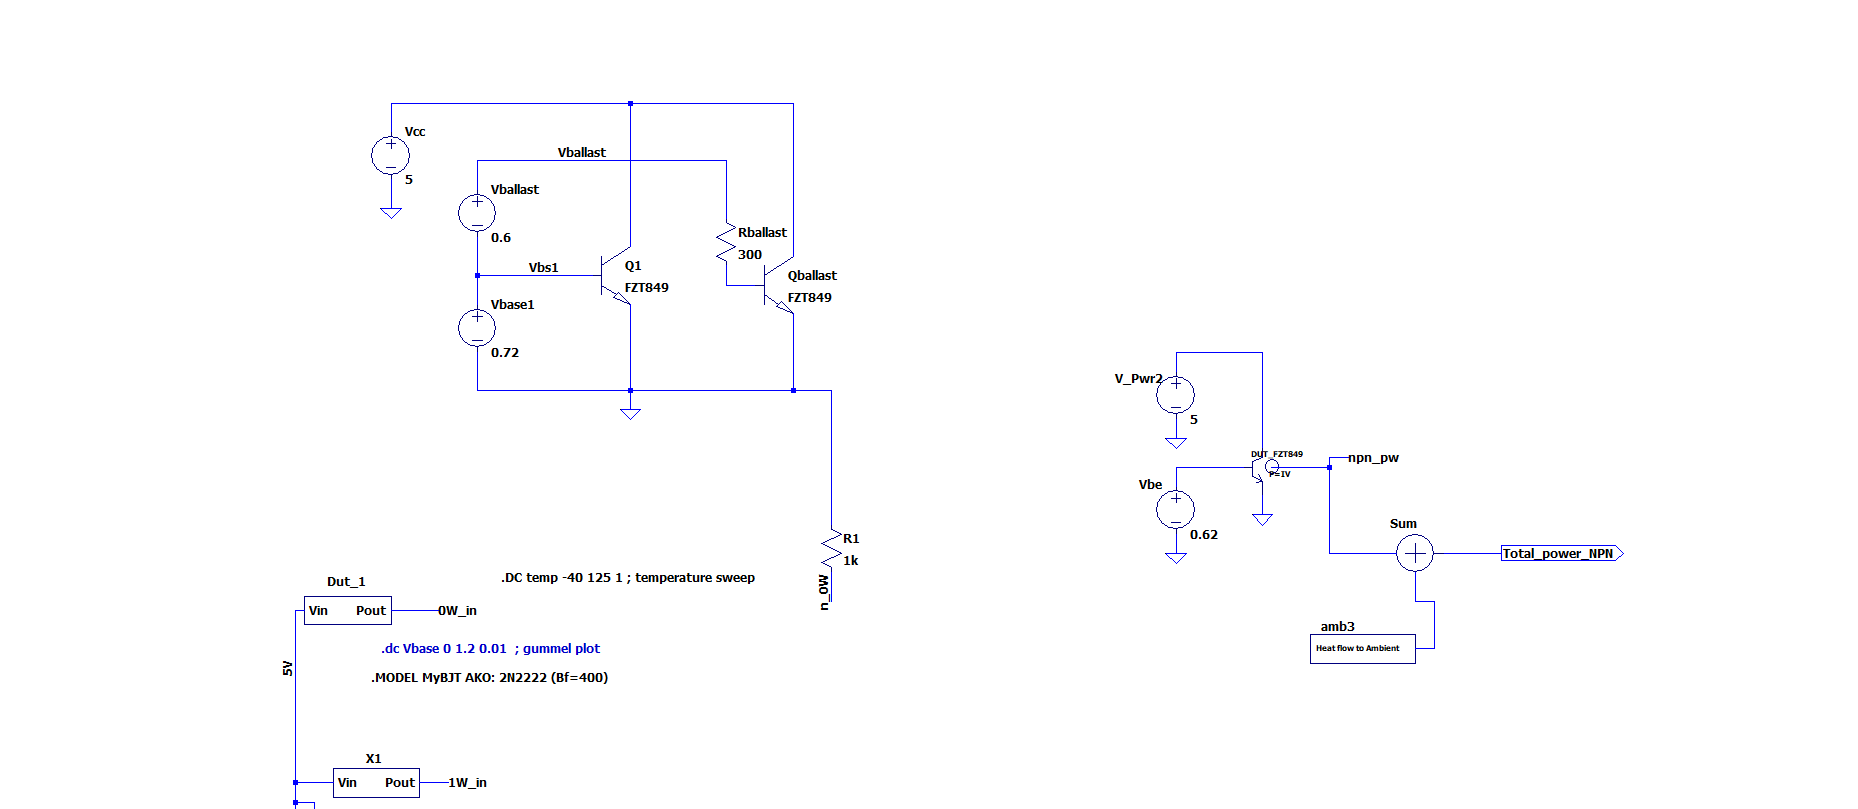 Vcc
5
Vballast
Vballast
0.6
Vbs1
Vbase1
0.72
Q1
FZT849
Rballast
300
Qballast
FZT849
R1
1k
n_0W
.DC temp -40 125 1 ; temperature sweep
Dut_1
Vin Pout
0W_in
.dc Vbase 0 1.2 0.01 ; gummel plot
.MODEL MyBJT AKO: 2N2222 (Bf=400)
5V
X1
Vin Pout
1W_in
V_Pwr2
5
DUT_FZT849
P=IV
npn_pw
Vbe
0.62
Sum
Total_power_NPN
amb3
Heat flow to Ambient